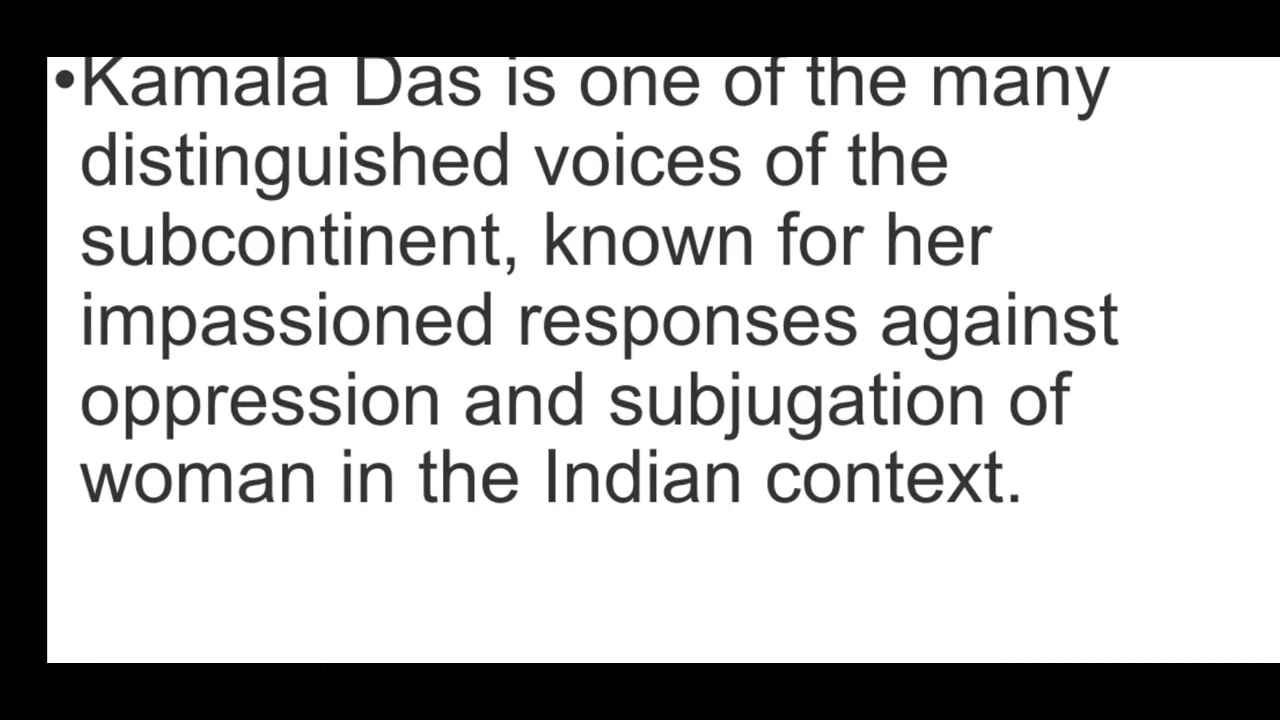 •Kamala Das is one of the many
distinguished voices of the
subcontinent, known for her
impassioned responses against
oppression and subjugation of
woman in the Indian context.